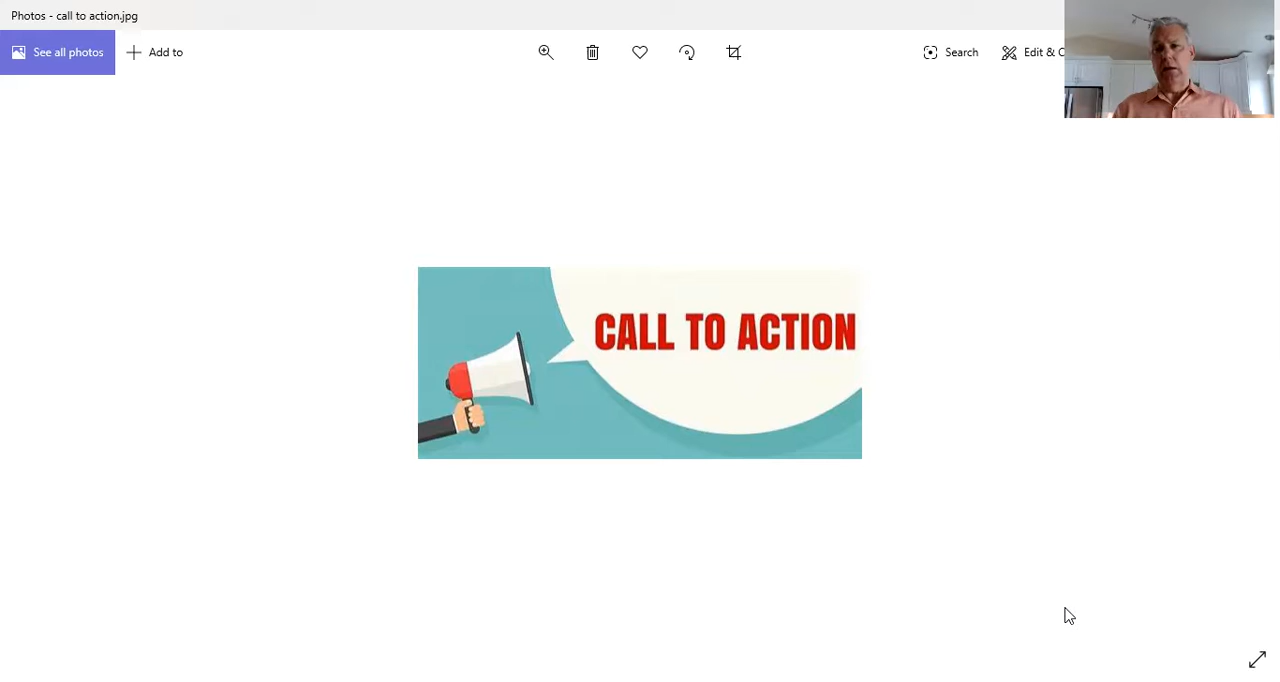 Photos - call to action.jpg
See all photos
Add to
Search
Edit & C
CALL TO ACTION